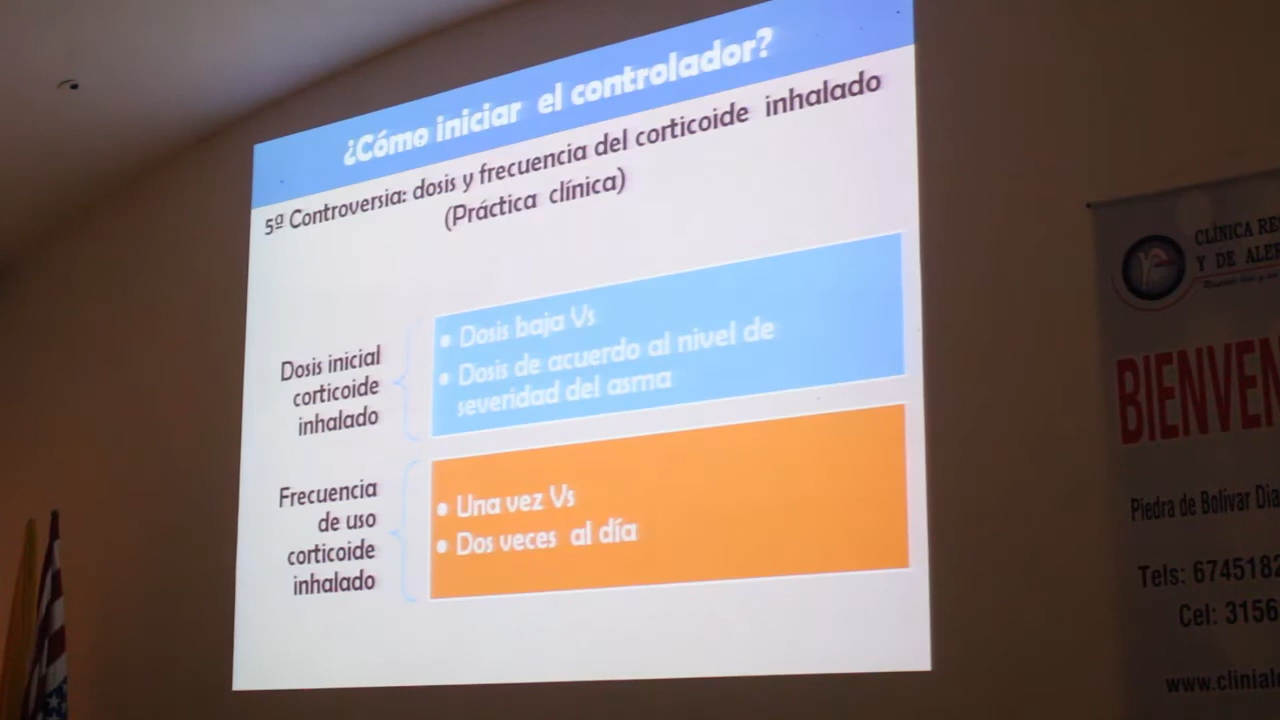 ¿Cómo iniciar el controlador?
5ª Controversia: dosis y frecuencia del corticoide inhalado
(Práctica clínica)
Dosis inicial
corticoide
inhalado
• Dosis baja Vs
• Dosis de acuerdo al nivel de
severidad del asma
Frecuencia
de uso
corticoide
inhalado
• Una vez Vs
• Dos veces al día
CLÍNICA RE
Y DE ALE
BIENVEN
Piedra de Bolívar Dia
Tels: 6745182
Cel: 3156
www.clinial